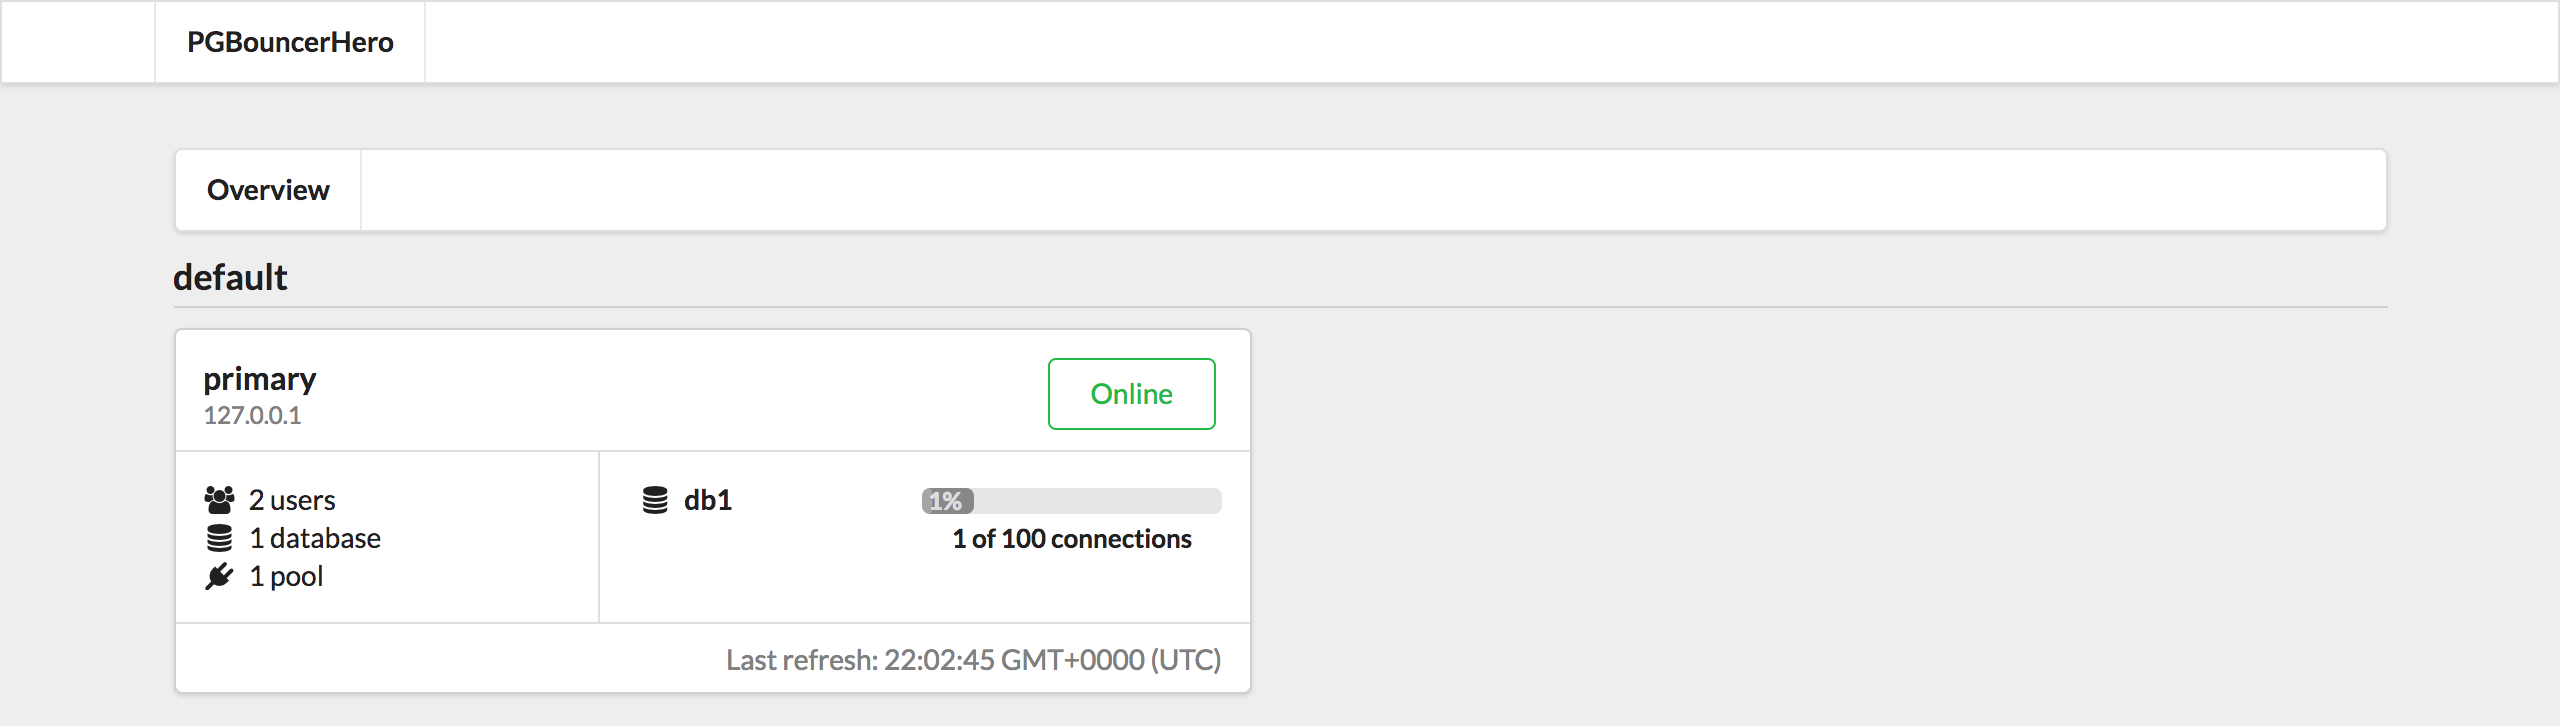 PGBouncerHero
Overview
default
primary
127.0.0.1
Online
2 users
1 database
1 pool
db1
1%
1 of 100 connections
Last refresh: 22:02:45 GMT+0000 (UTC)